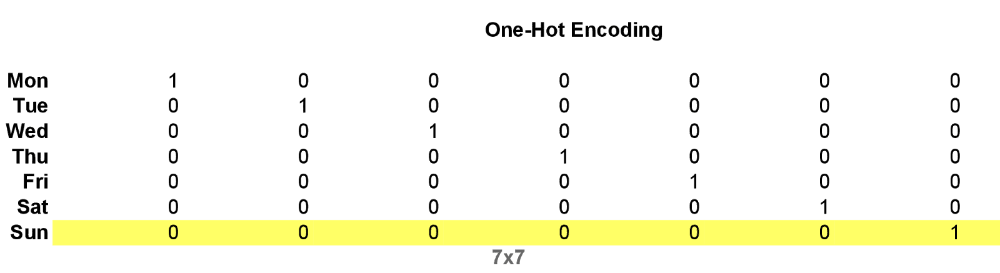 One-Hot Encoding
Mon 1 0 0 0 0 0 0
Tue 0 1 0 0 0 0 0
Wed 0 0 1 0 0 0 0
Thu 0 0 0 1 0 0 0
Fri 0 0 0 0 1 0 0
Sat 0 0 0 0 0 1 0
Sun 0 0 0 0 0 0 1
7x7